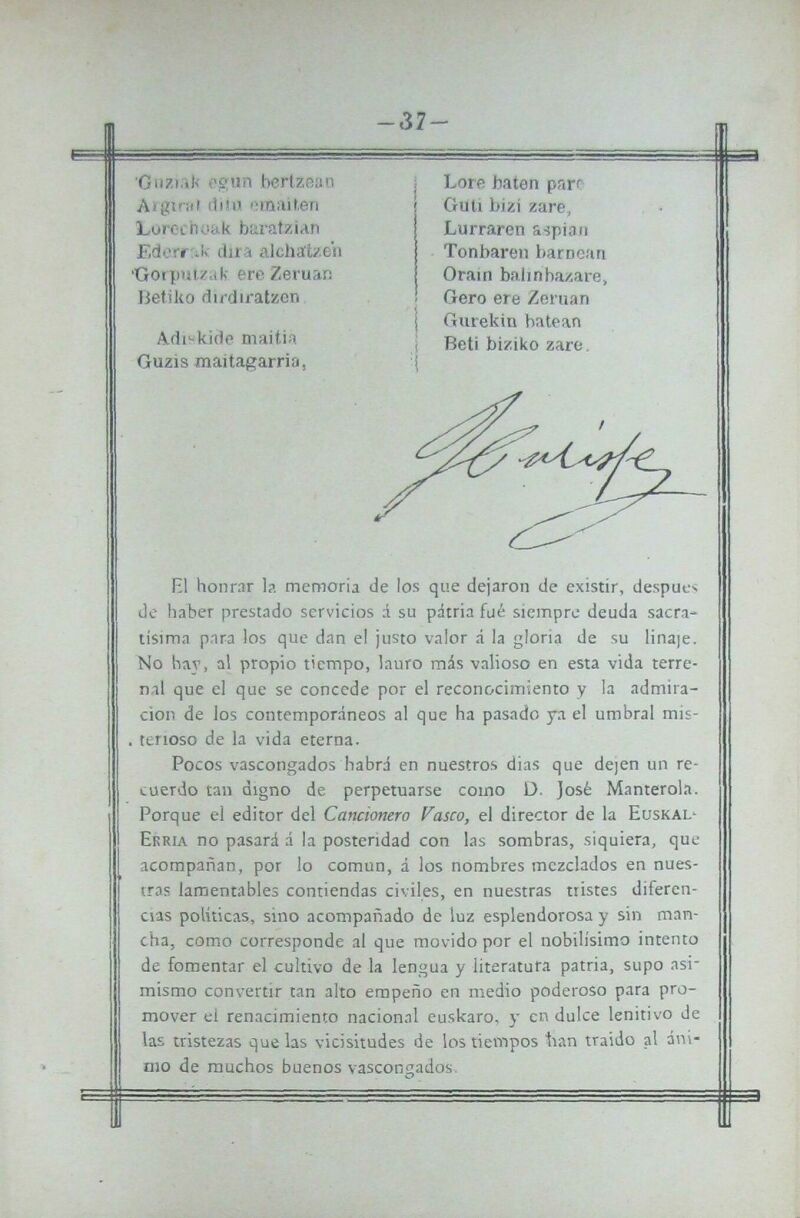 -37-
Guziak egun bertzean
Argiral ditu emaiten
Lorechoak baratzian
Ederrak dira alchatzen
Gorputzak ere Zeruan
Betiko dirdiratzen
Adiskide maitia
Guzis maitagarria,
Lore baten pare
Guti bizi zare,
Lurraren aspian
Tonbaren barnean
Orain balinbazare,
Gero ere Zeruan
Gurekin batean
Beti biziko zare.
El honrar la memoria de los que dejaron de existir, despues
de haber prestado servicios á su pátria fué siempre deuda sacra-
tisima para los que dan el justo valor á la gloria de su linaje.
No hay, al propio tiempo, lauro más valioso en esta vida terre-
nal que el que se concede por el reconocimiento y la admira-
cion de los contemporáneos al que ha pasado ya el umbral mis-
terioso de la vida eterna.
Pocos vascongados habrá en nuestros dias que dejen un re-
cuerdo tan digno de perpetuarse como D. José Manterola.
Porque el editor del Cancionero Vasco, el director de la EUSKAL-
ERRIA no pasará á la posteridad con las sombras, siquiera, que
acompañan, por lo comun, á los nombres mezclados en nues-
tras lamentables contiendas civiles, en nuestras tristes diferen-
cias políticas, sino acompañado de luz esplendorosa y sin man-
cha, como corresponde al que movido por el nobilísimo intento
de fomentar el cultivo de la lengua y literatura patria, supo asi-
mismo convertir tan alto empeño en medio poderoso para pro-
mover el renacimiento nacional euskaro, y en dulce lenitivo de
las tristezas que las vicisitudes de los tiempos han traido al áni-
mo de muchos buenos vascongados.